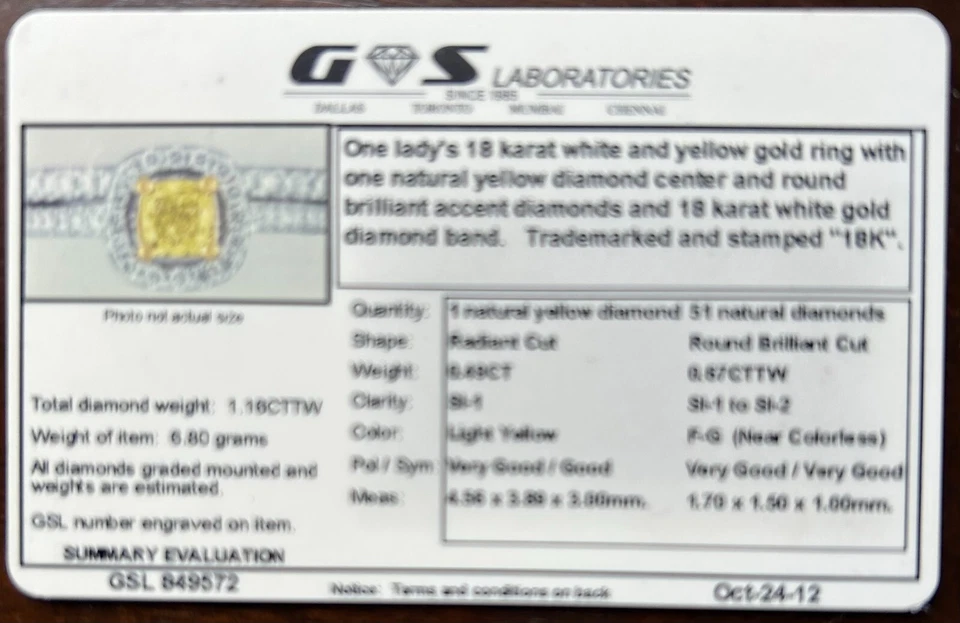 G S LABORATORIES
SINCE 1985
DALLAS TORONTO MUMBAI CHENNAI
One lady's 18 karat white and yellow gold ring with
one natural yellow diamond center and round
brilliant accent diamonds and 18 karat white gold
diamond band. Trademarked and stamped "18K".
Photo not actual size
Quantity: 1 natural yellow diamond 51 natural diamonds
Shape: Radiant Cut Round Brilliant Cut
Weight: 0.49CT 0.67CTTW
Clarity: SI-1 SI-1 to SI-2
Color: Light Yellow F-G (Near Colorless)
Pol / Sym: Very Good / Good Very Good / Very Good
Meas: 1.70 x 1.50 x 1.00mm.
Total diamond weight: 1.16CTTW
Weight of item: 6.80 grams
All diamonds graded mounted and
weights are estimated.
GSL number engraved on item.
SUMMARY EVALUATION
GSL 849572
Notice: Terms and conditions on back
Oct-24-12